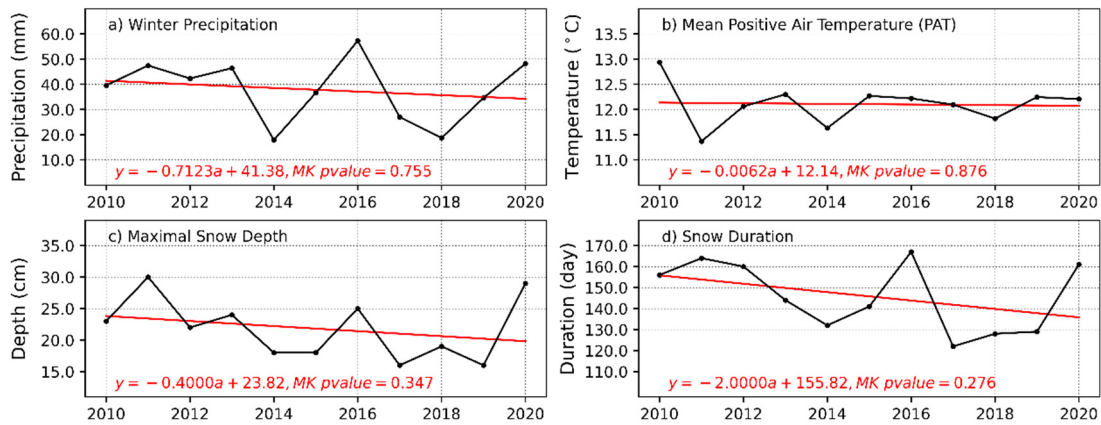 a) Winter Precipitation
Precipitation (mm)
60.0
50.0
40.0
30.0
20.0
10.0
y = −0.7123a + 41.38, MK pvalue = 0.755
2010 2012 2014 2016 2018 2020
b) Mean Positive Air Temperature (PAT)
Temperature (°C)
13.5
13.0
12.5
12.0
11.5
11.0
y = −0.0062a + 12.14, MK pvalue = 0.876
2010 2012 2014 2016 2018 2020
c) Maximal Snow Depth
Depth (cm)
35.0
30.0
25.0
20.0
15.0
y = −0.4000a + 23.82, MK pvalue = 0.347
2010 2012 2014 2016 2018 2020
d) Snow Duration
Duration (day)
170.0
160.0
150.0
140.0
130.0
120.0
110.0
y = −2.0000a + 155.82, MK pvalue = 0.276
2010 2012 2014 2016 2018 2020